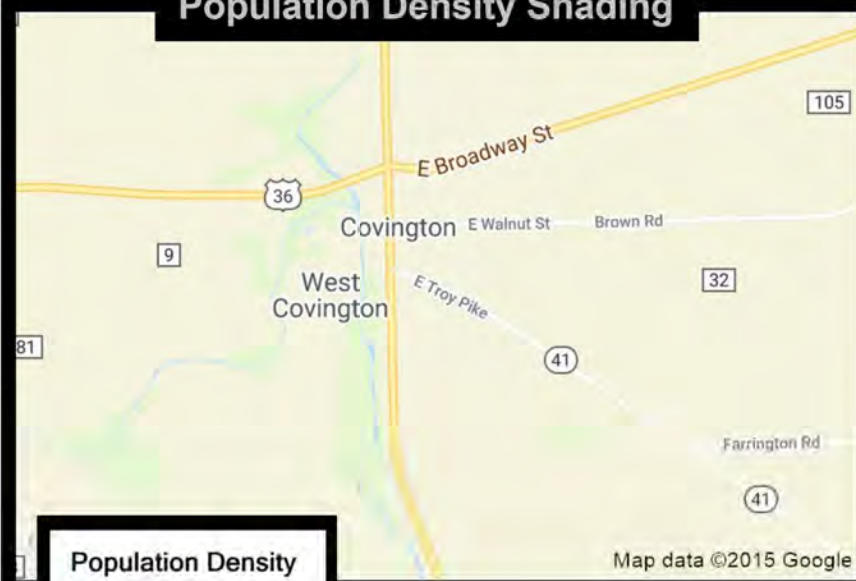 Population Density Shading
105
E Broadway St
36
Covington
E Walnut St
Brown Rd
9
32
West
Covington
E Troy Pike
81
41
Farrington Rd
41
Population Density
Map data ©2015 Google